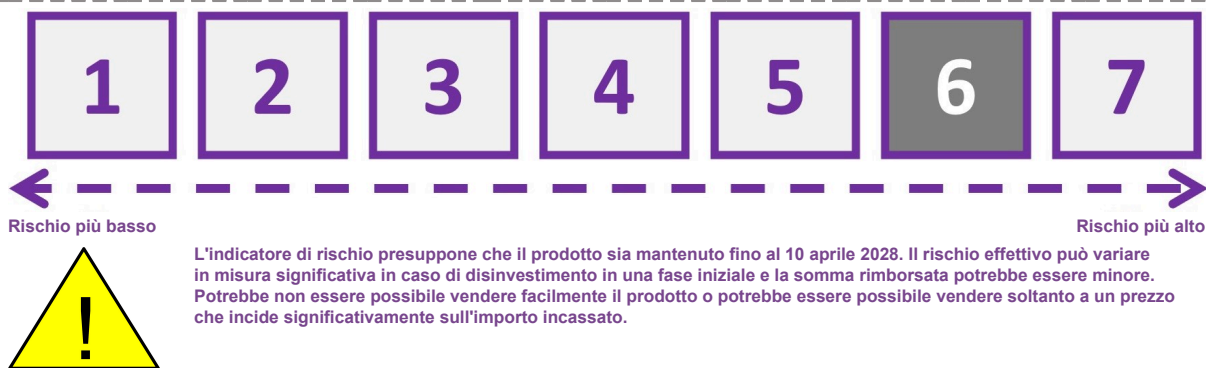 1 2 3 4 5 6 7
Rischio più basso Rischio più alto
!
L'indicatore di rischio presuppone che il prodotto sia mantenuto fino al 10 aprile 2028. Il rischio effettivo può variare
in misura significativa in caso di disinvestimento in una fase iniziale e la somma rimborsata potrebbe essere minore.
Potrebbe non essere possibile vendere facilmente il prodotto o potrebbe essere possibile vendere soltanto a un prezzo
che incide significativamente sull'importo incassato.